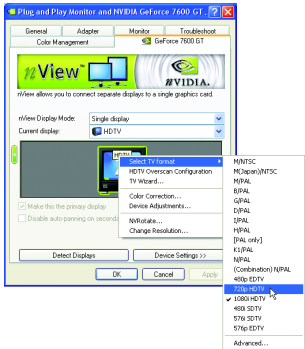 Plug and Play Monitor and NVIDIA GeForce 7600 GT .
General
Adapter
Monitor
Troubleshoot
Color Management
GeForce 7600 GT
nView
NVIDIA.
nView allows you to connect separate displays to a single graphics card.
nView Display Mode:
Single display
Current display:
HDTV
HDTV
Make this the primary display
Disable auto-panning on seconda
Detect Displays
Device Settings >>
OK
Cancel
Apply
Select TV format
HDTV Overscan Configuration
TV Wizard...
Color Correction...
Device Adjustments...
NVRotate...
Change Resolution...
M/NTSC
M(Japan)/NTSC
M/PAL
B/PAL
G/PAL
D/PAL
I/PAL
H/PAL
[PAL only]
K1/PAL
N/PAL
(Combination) N/PAL
480p EDTV
720p HDTV
1080i HDTV
480i SDTV
576i SDTV
576p EDTV
Advanced...